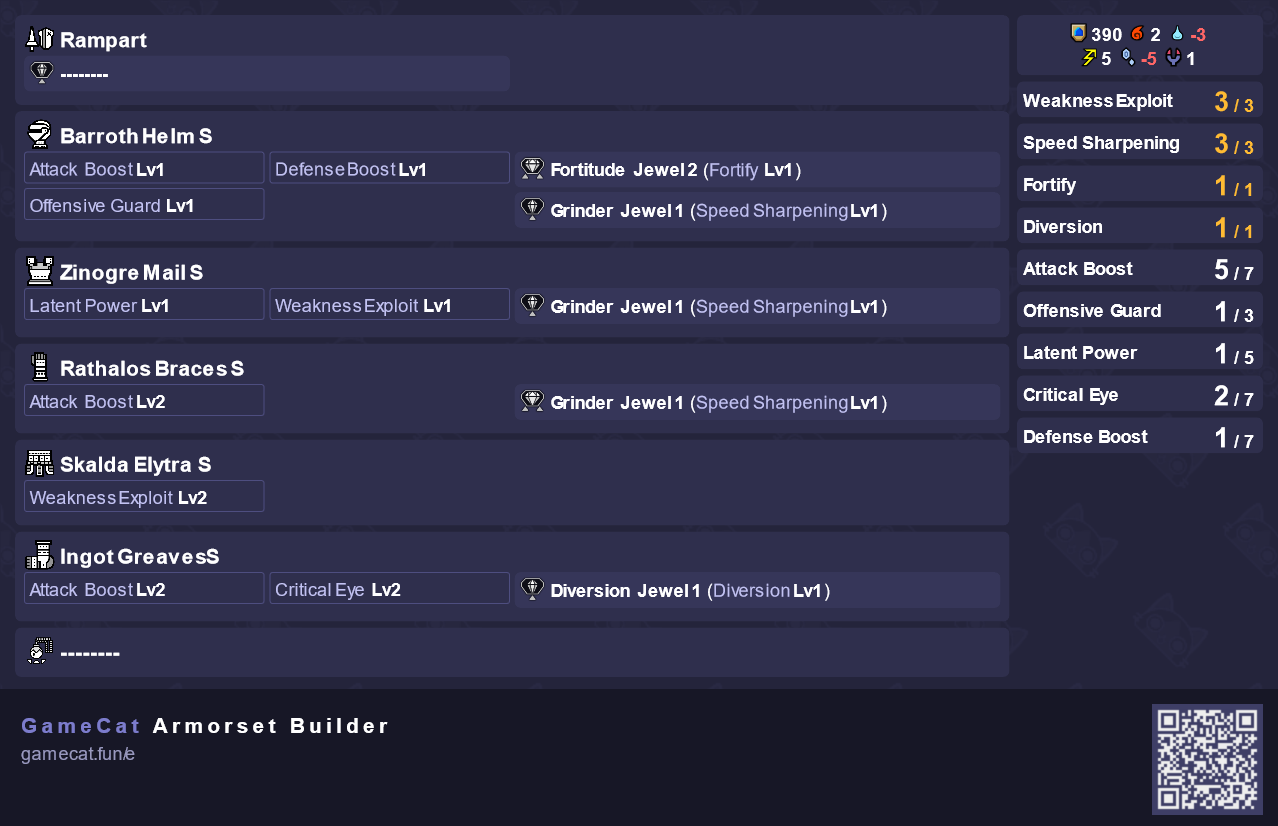 Rampart
--------
Barroth Helm S
Attack Boost Lv1
Defense Boost Lv1
Fortitude Jewel 2 (Fortify Lv1)
Offensive Guard Lv1
Grinder Jewel 1 (Speed Sharpening Lv1)
Zinogre Mail S
Latent Power Lv1
Weakness Exploit Lv1
Grinder Jewel 1 (Speed Sharpening Lv1)
Rathalos Braces S
Attack Boost Lv2
Grinder Jewel 1 (Speed Sharpening Lv1)
Skalda Elytra S
Weakness Exploit Lv2
Ingot Greaves S
Attack Boost Lv2
Critical Eye Lv2
Diversion Jewel 1 (Diversion Lv1)
--------
390 2 -3
5 -5 1
Weakness Exploit 3 / 3
Speed Sharpening 3 / 3
Fortify 1 / 1
Diversion 1 / 1
Attack Boost 5 / 7
Offensive Guard 1 / 3
Latent Power 1 / 5
Critical Eye 2 / 7
Defense Boost 1 / 7
GameCat Armorset Builder
gamecat.fun/e